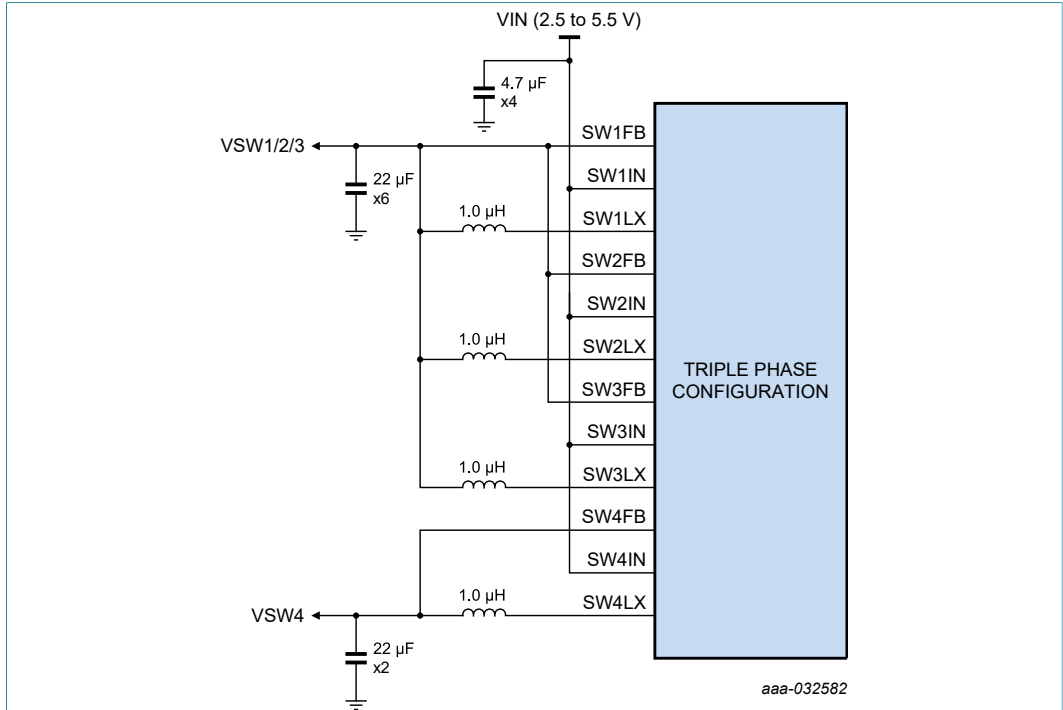 VIN (2.5 to 5.5 V)
4.7 µF
x4
SW1FB
VSW1/2/3
SW1IN
22 µF
x6
1.0 µH
SW1LX
SW2FB
SW2IN
1.0 µH
SW2LX
TRIPLE PHASE
CONFIGURATION
SW3FB
SW3IN
1.0 µH
SW3LX
SW4FB
SW4IN
1.0 µH
SW4LX
VSW4
22 µF
x2
aaa-032582